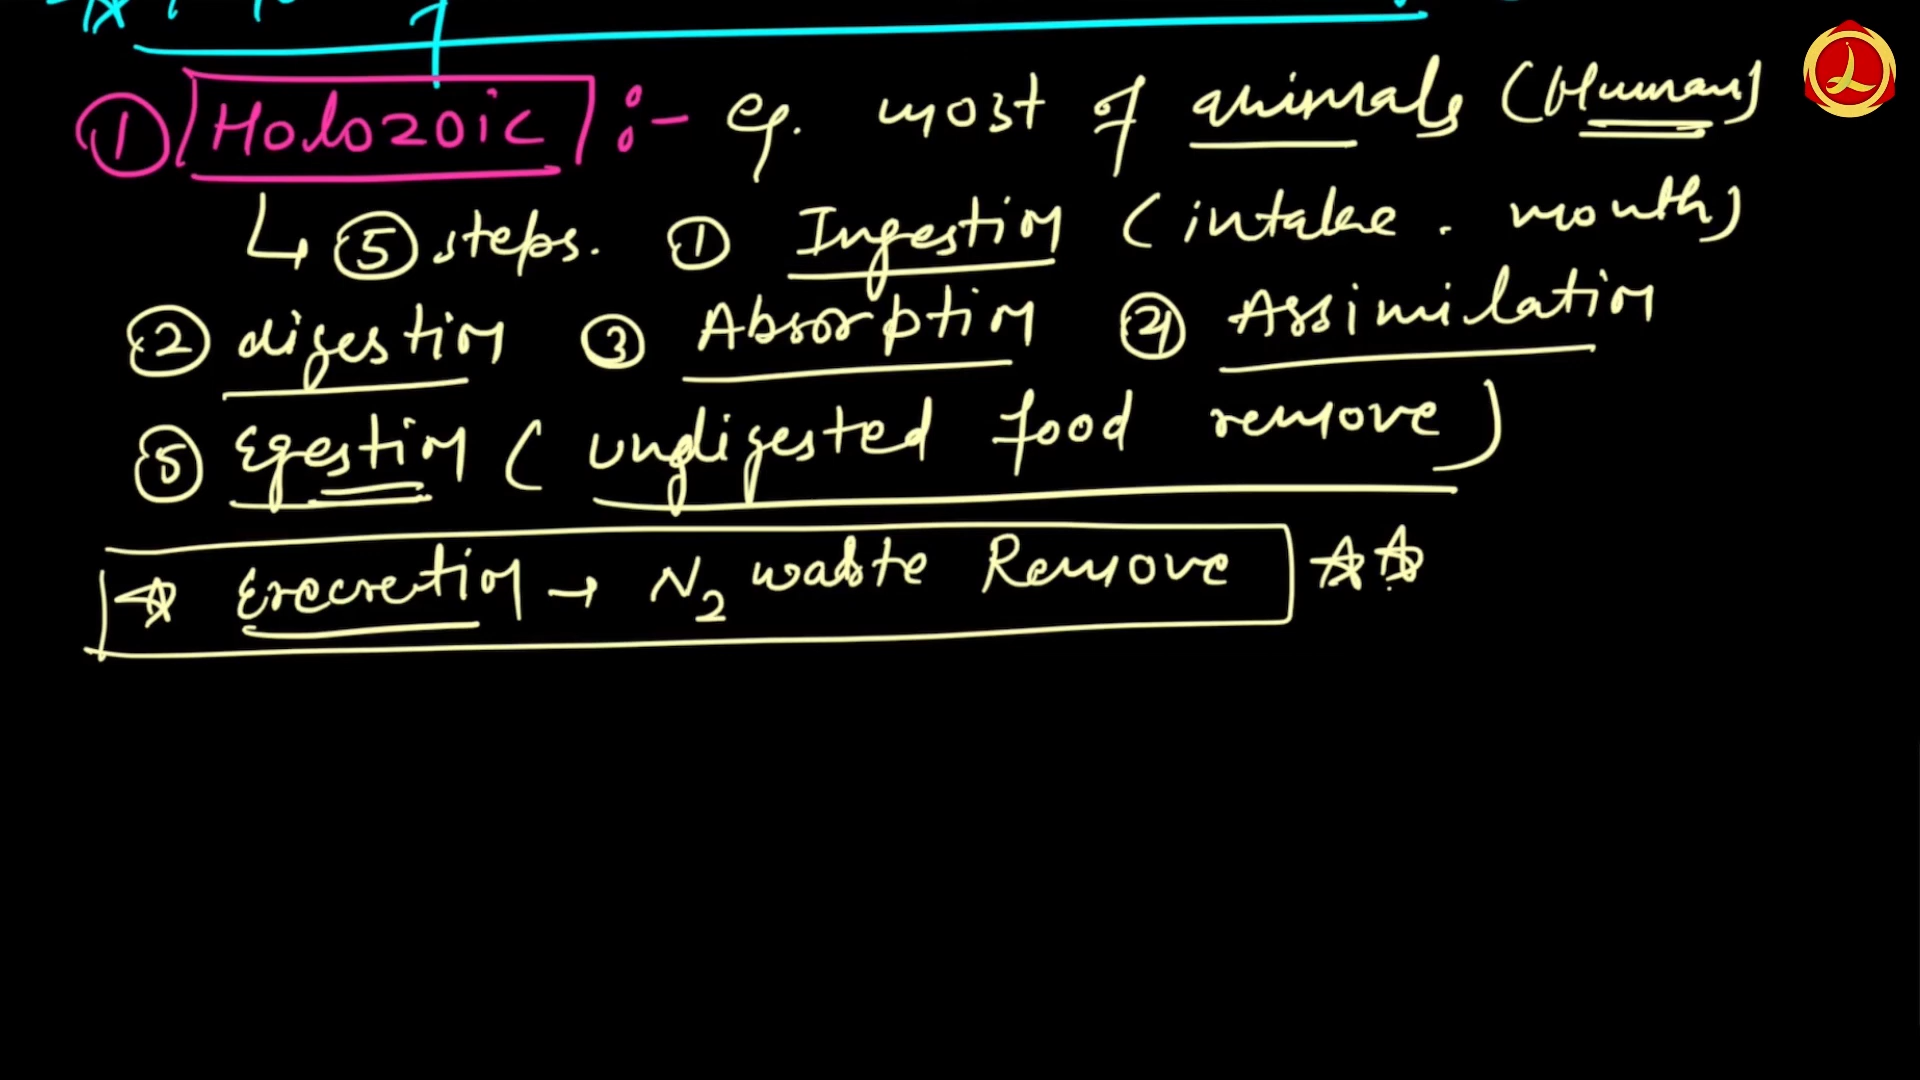 ① Holozoic :- eg. most of animals (Human)
↳ ⑤ steps. ① Ingestion (intake . mouth)
② digestion ③ Absorption ④ Assimilation
⑤ Egestion ( undigested food remove)
☆ Execretion → N2 waste Remove ☆☆